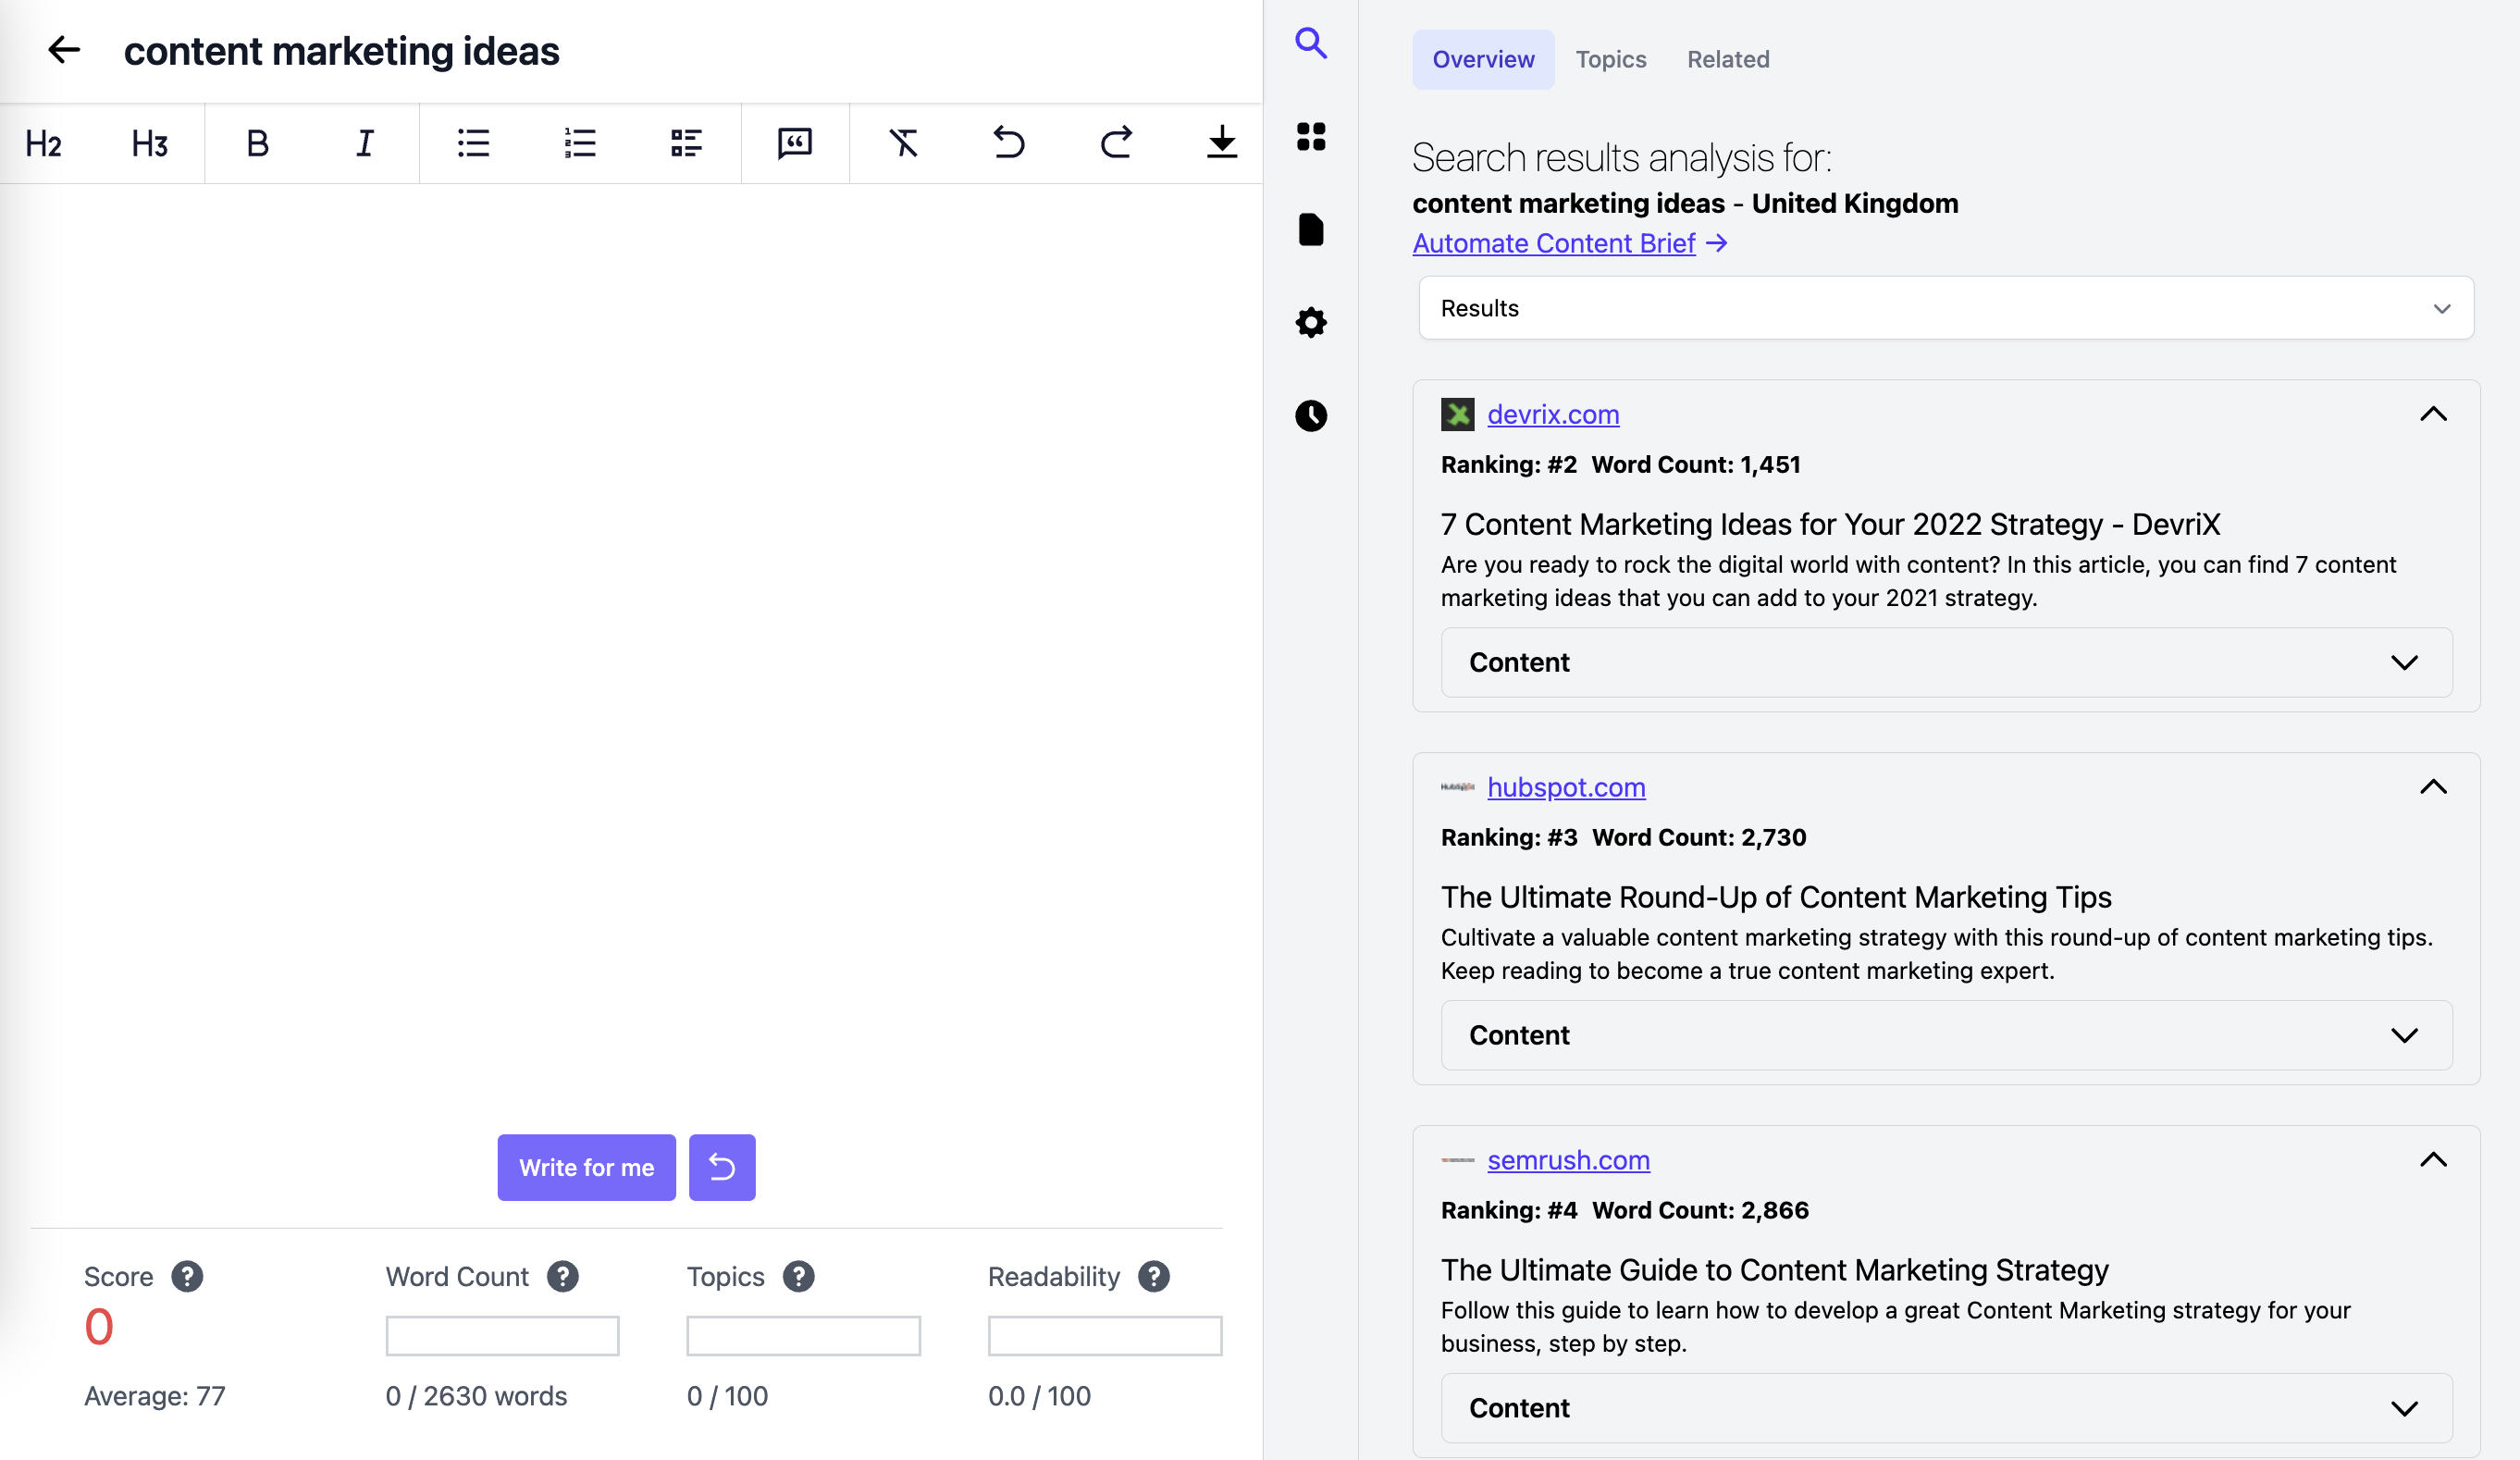 content marketing ideas
H2 H3 B I
Write for me
Score ?
0
Average: 77
Word Count ?
0 / 2630 words
Topics ?
0 / 100
Readability ?
0.0 / 100
Overview Topics Related
Search results analysis for:
content marketing ideas - United Kingdom
Automate Content Brief →
Results
devrix.com
Ranking: #2 Word Count: 1,451
7 Content Marketing Ideas for Your 2022 Strategy - DevriX
Are you ready to rock the digital world with content? In this article, you can find 7 content
marketing ideas that you can add to your 2021 strategy.
Content
HubSpot hubspot.com
Ranking: #3 Word Count: 2,730
The Ultimate Round-Up of Content Marketing Tips
Cultivate a valuable content marketing strategy with this round-up of content marketing tips.
Keep reading to become a true content marketing expert.
Content
semrush.com
Ranking: #4 Word Count: 2,866
The Ultimate Guide to Content Marketing Strategy
Follow this guide to learn how to develop a great Content Marketing strategy for your
business, step by step.
Content